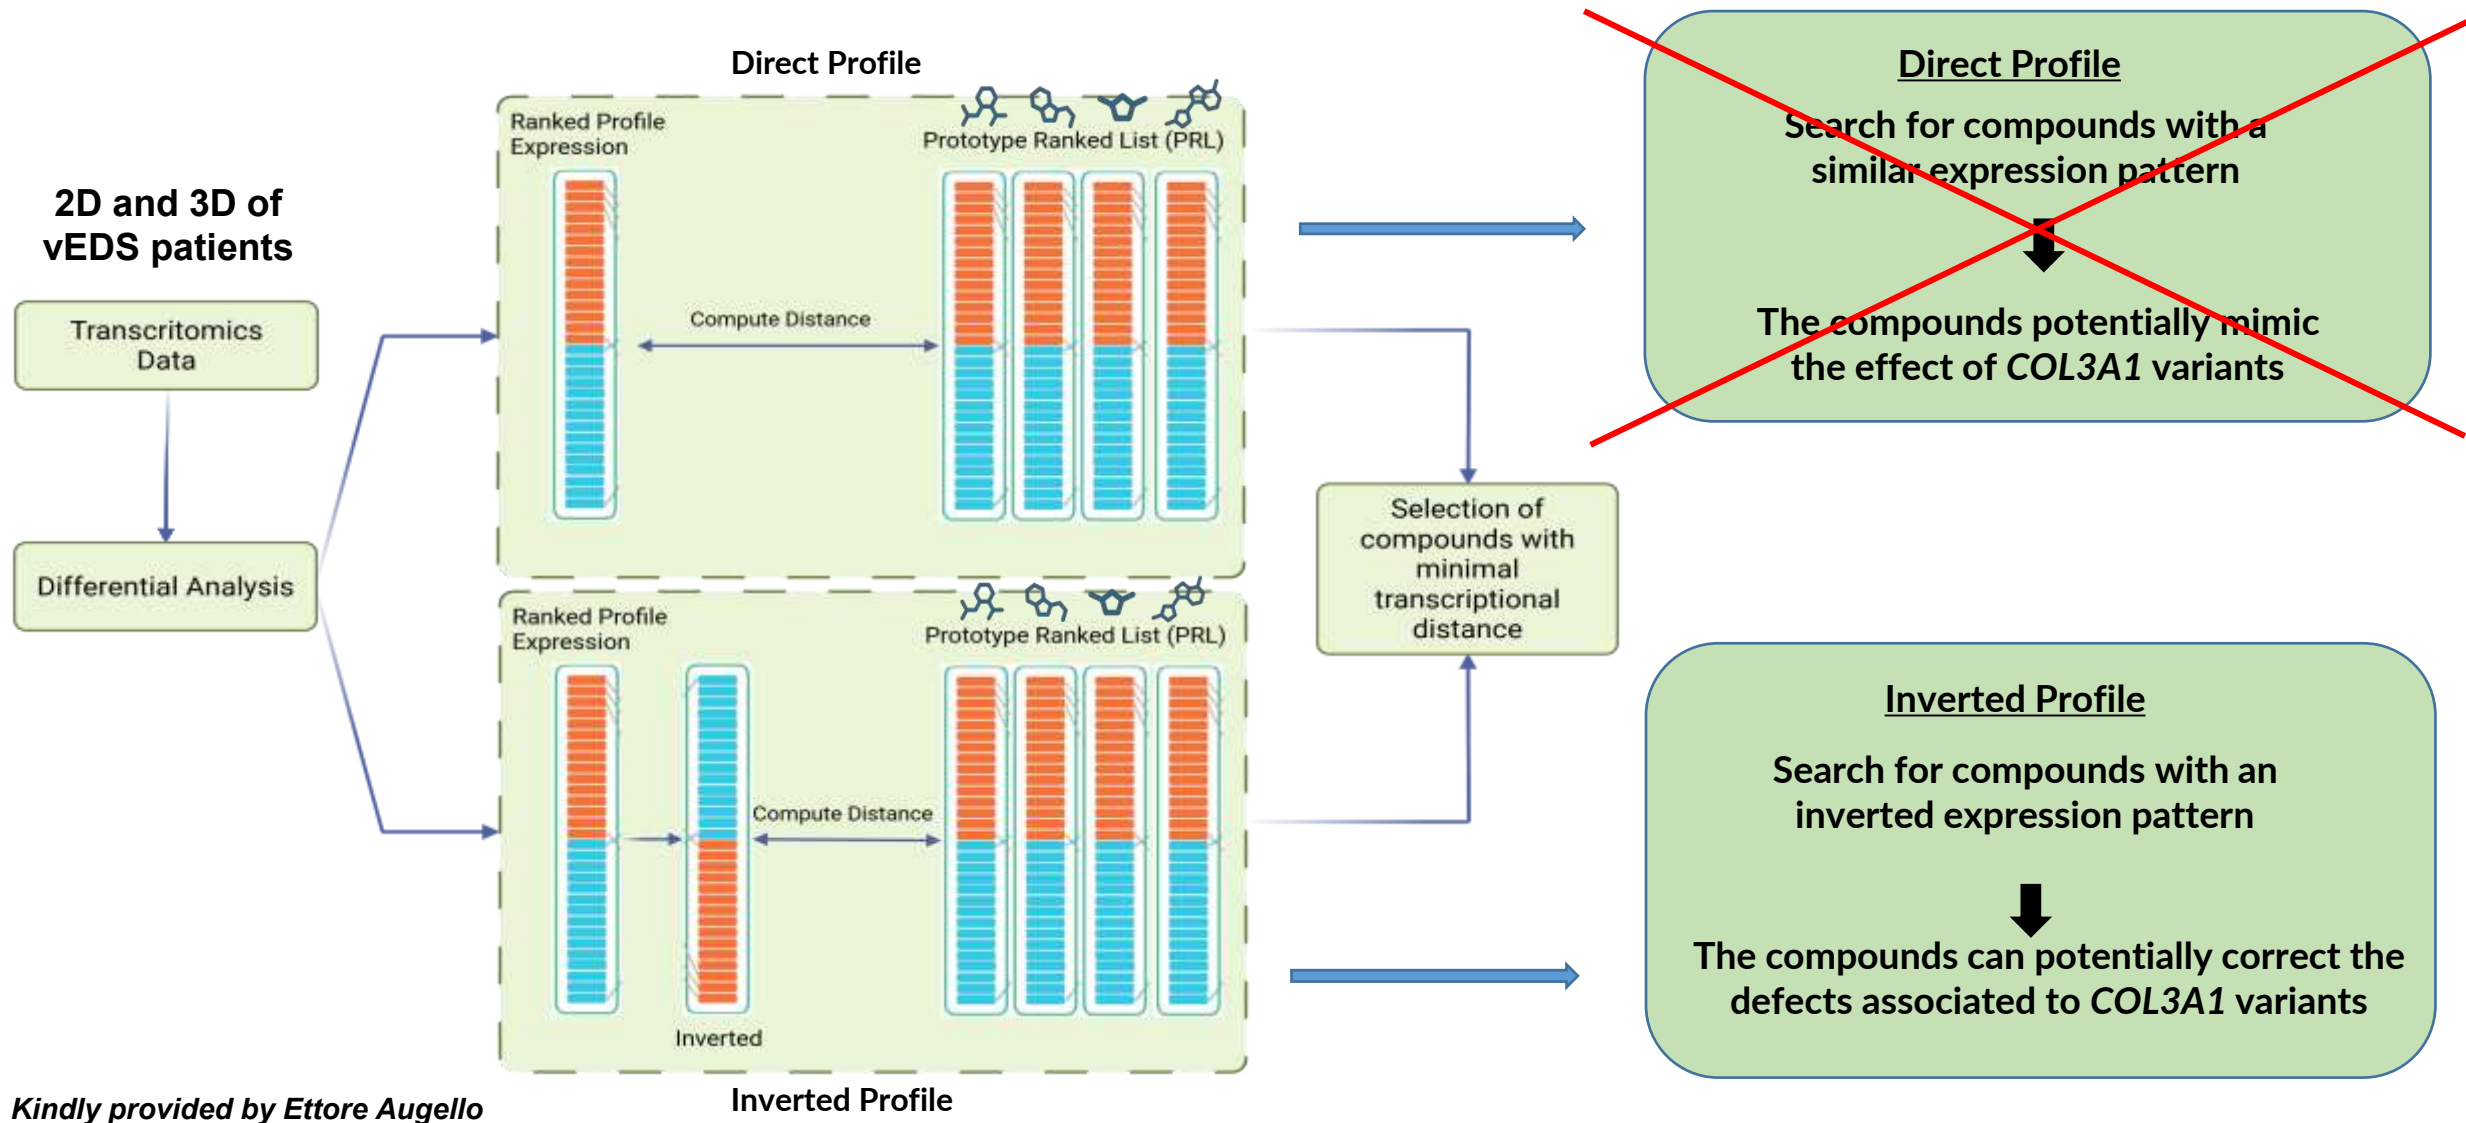 2D and 3D of
vEDS patients
Transcritomics
Data
Differential Analysis
Direct Profile
Ranked Profile
Expression
Prototype Ranked List (PRL)
Compute Distance
Ranked Profile
Expression
Prototype Ranked List (PRL)
Compute Distance
Inverted
Inverted Profile
Selection of
compounds with
minimal
transcriptional
distance
Direct Profile
Search for compounds with a
similar expression pattern
The compounds potentially mimic
the effect of COL3A1 variants
Inverted Profile
Search for compounds with an
inverted expression pattern
The compounds can potentially correct the
defects associated to COL3A1 variants
Kindly provided by Ettore Augello